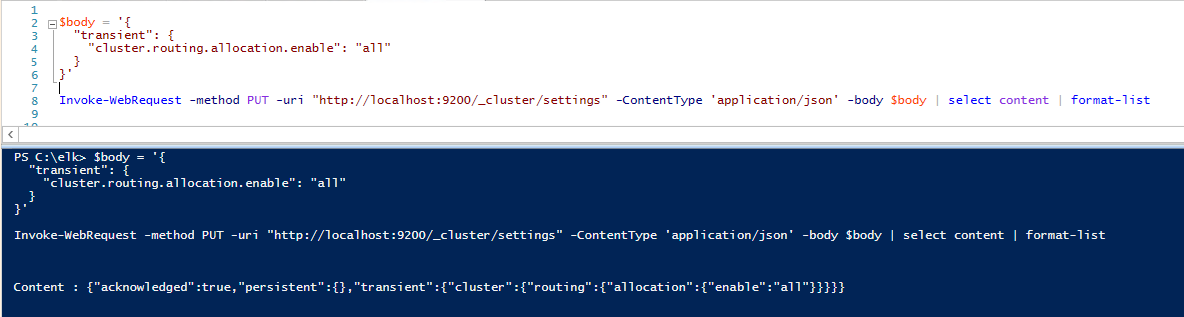 1
2 $body = '{
3 "transient": {
4 "cluster.routing.allocation.enable": "all"
5 }
6 }'
7
8 Invoke-WebRequest -method PUT -uri "http://localhost:9200/_cluster/settings" -ContentType 'application/json' -body $body | select content | format-list
9
PS C:\elk> $body = '{
"transient": {
"cluster.routing.allocation.enable": "all"
}
}'
Invoke-WebRequest -method PUT -uri "http://localhost:9200/_cluster/settings" -ContentType 'application/json' -body $body | select content | format-list
Content : {"acknowledged":true,"persistent":{},"transient":{"cluster":{"routing":{"allocation":{"enable":"all"}}}}}